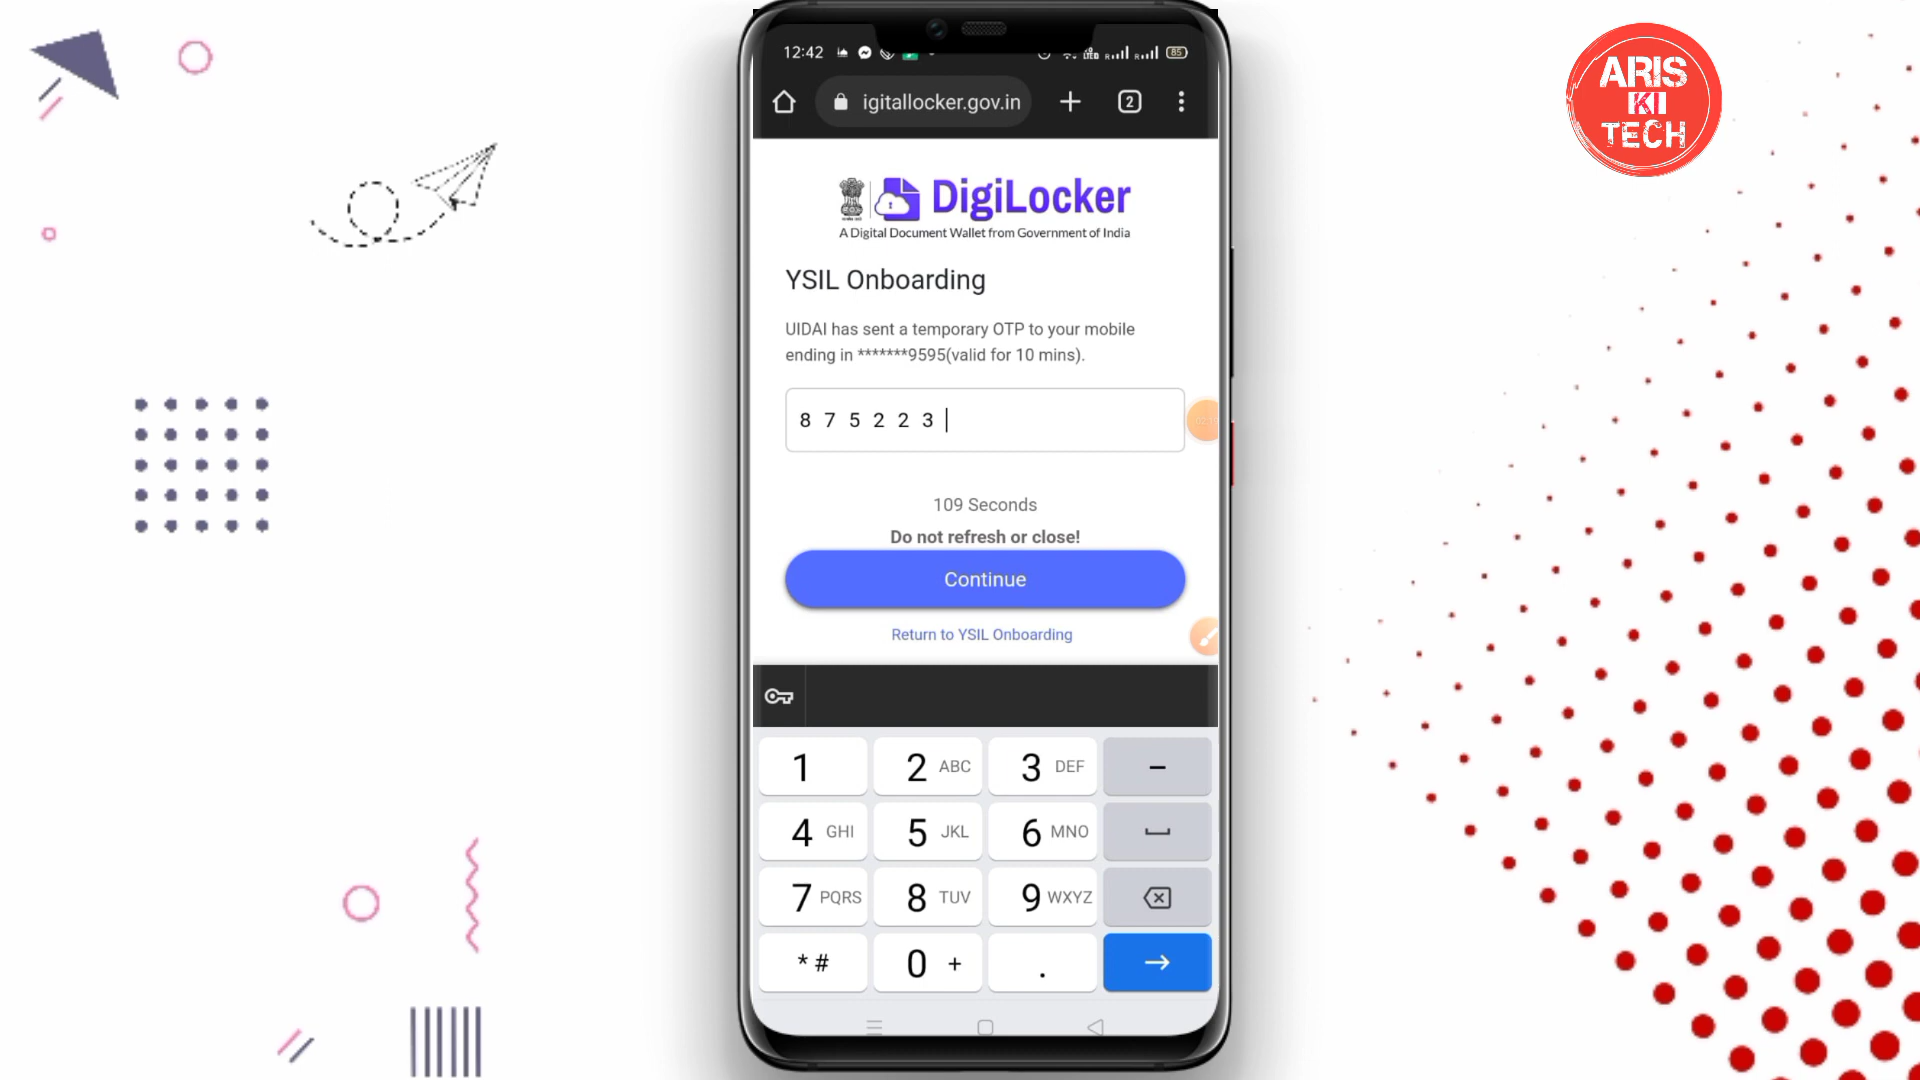 ARIS
KI
TECH
12:42
85
igitallocker.gov.in
2
DigiLocker
A Digital Document Wallet from Government of India
YSIL Onboarding
UIDAI has sent a temporary OTP to your mobile
ending in *******9595(valid for 10 mins).
8 7 5 2 2 3
109 Seconds
Do not refresh or close!
Continue
Return to YSIL Onboarding
1 2 ABC 3 DEF –
4 GHI 5 JKL 6 MNO
7 PQRS 8 TUV 9 WXYZ
* # 0 + .